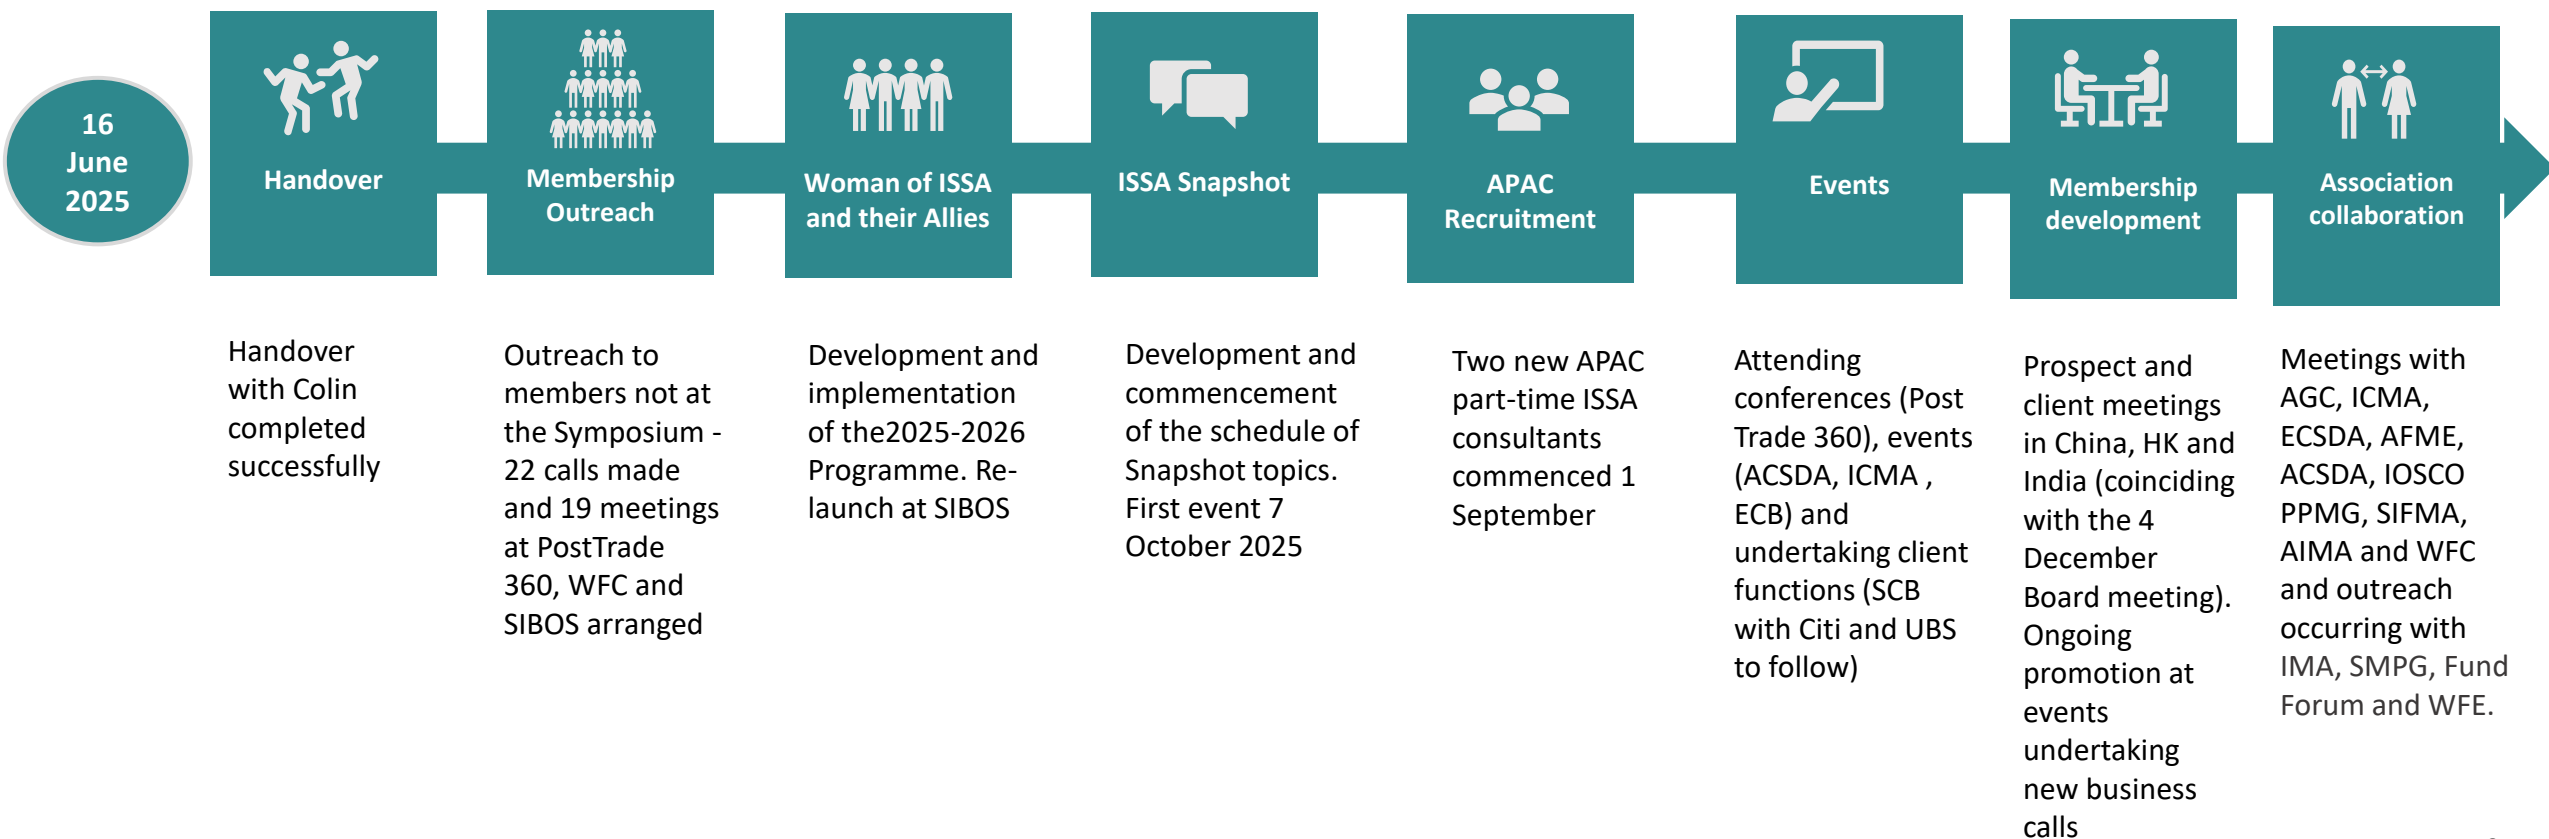 16
June
2025
Handover
Handover
with Colin
completed
successfully
Membership
Outreach
Outreach to
members not at
the Symposium -
22 calls made
and 19 meetings
at PostTrade
360, WFC and
SIBOS arranged
Woman of ISSA
and their Allies
Development and
implementation
of the2025-2026
Programme. Re-
launch at SIBOS
ISSA Snapshot
Development and
commencement
of the schedule of
Snapshot topics.
First event 7
October 2025
APAC
Recruitment
Two new APAC
part-time ISSA
consultants
commenced 1
September
Events
Attending
conferences (Post
Trade 360), events
(ACSDA, ICMA ,
ECB) and
undertaking client
functions (SCB
with Citi and UBS
to follow)
Membership
development
Prospect and
client meetings
in China, HK and
India (coinciding
with the 4
December
Board meeting).
Ongoing
promotion at
events
undertaking
new business
calls
Association
collaboration
Meetings with
AGC, ICMA,
ECSDA, AFME,
ACSDA, IOSCO
PPMG, SIFMA,
AIMA and WFC
and outreach
occurring with
IMA, SMPG, Fund
Forum and WFE.